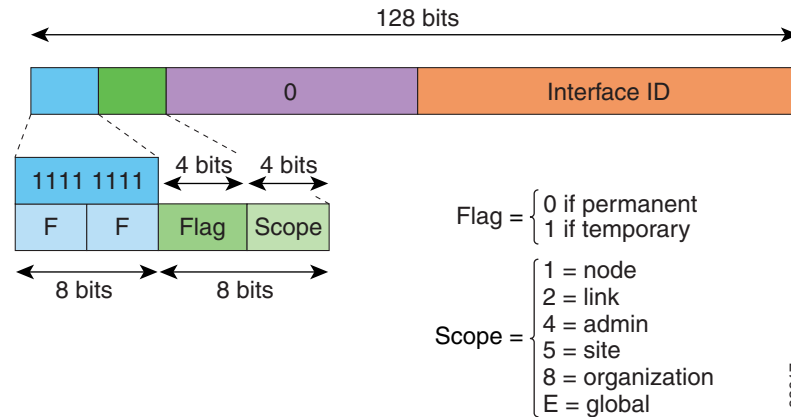 128 bits
0 Interface ID
1111 1111
4 bits 4 bits
F F Flag Scope
8 bits 8 bits
Flag =
0 if permanent
1 if temporary
Scope =
1 = node
2 = link
4 = admin
5 = site
8 = organization
E = global